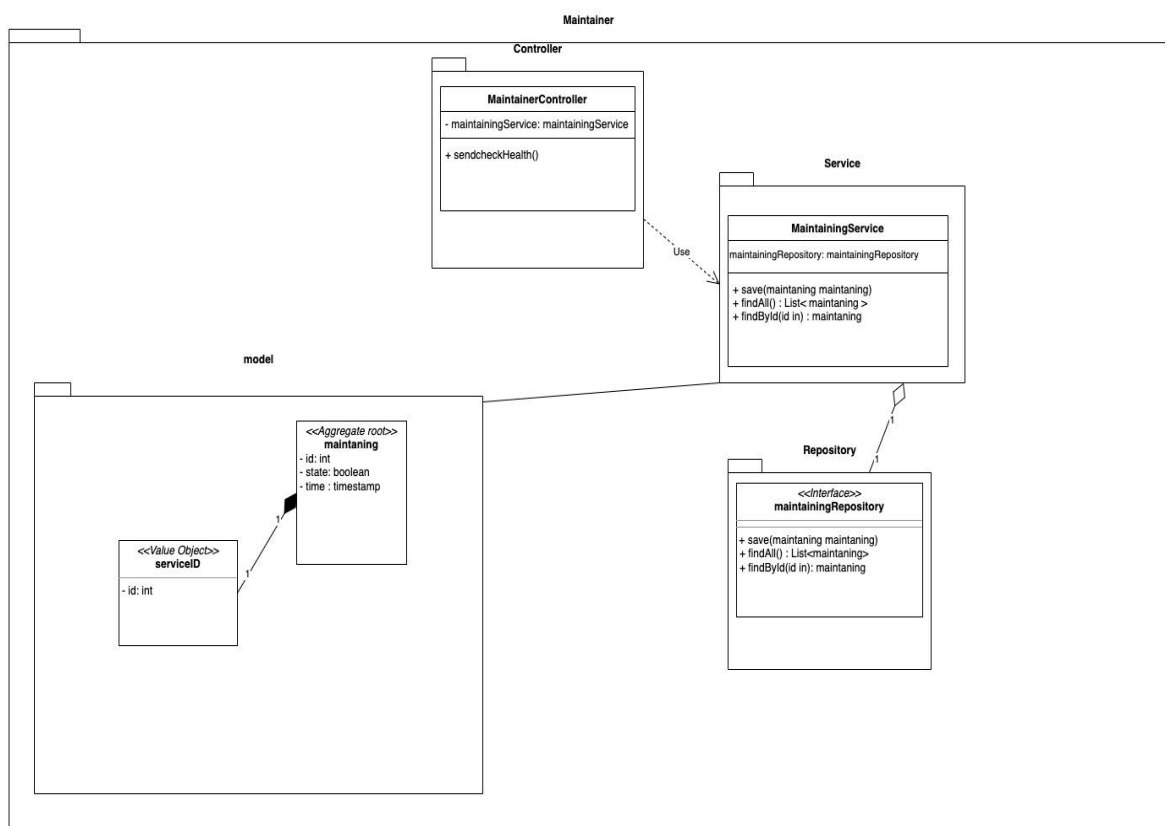 Maintainer
Controller
MaintainerController
- maintainingService: maintainingService
+ sendcheckHealth()
Service
MaintainingService
maintainingRepository: maintainingRepository
+ save(maintaning maintaning)
+ findAll() : List< maintaning >
+ findById(id in) : maintaning
Use
model
<<Aggregate root>>
maintaning
- id: int
- state: boolean
- time : timestamp
1
1
<<Value Object>>
serviceID
- id: int
1
1
Repository
<<Interface>>
maintainingRepository
+ save(maintaning maintaning)
+ findAll() : List<maintaning>
+ findById(id in): maintaning